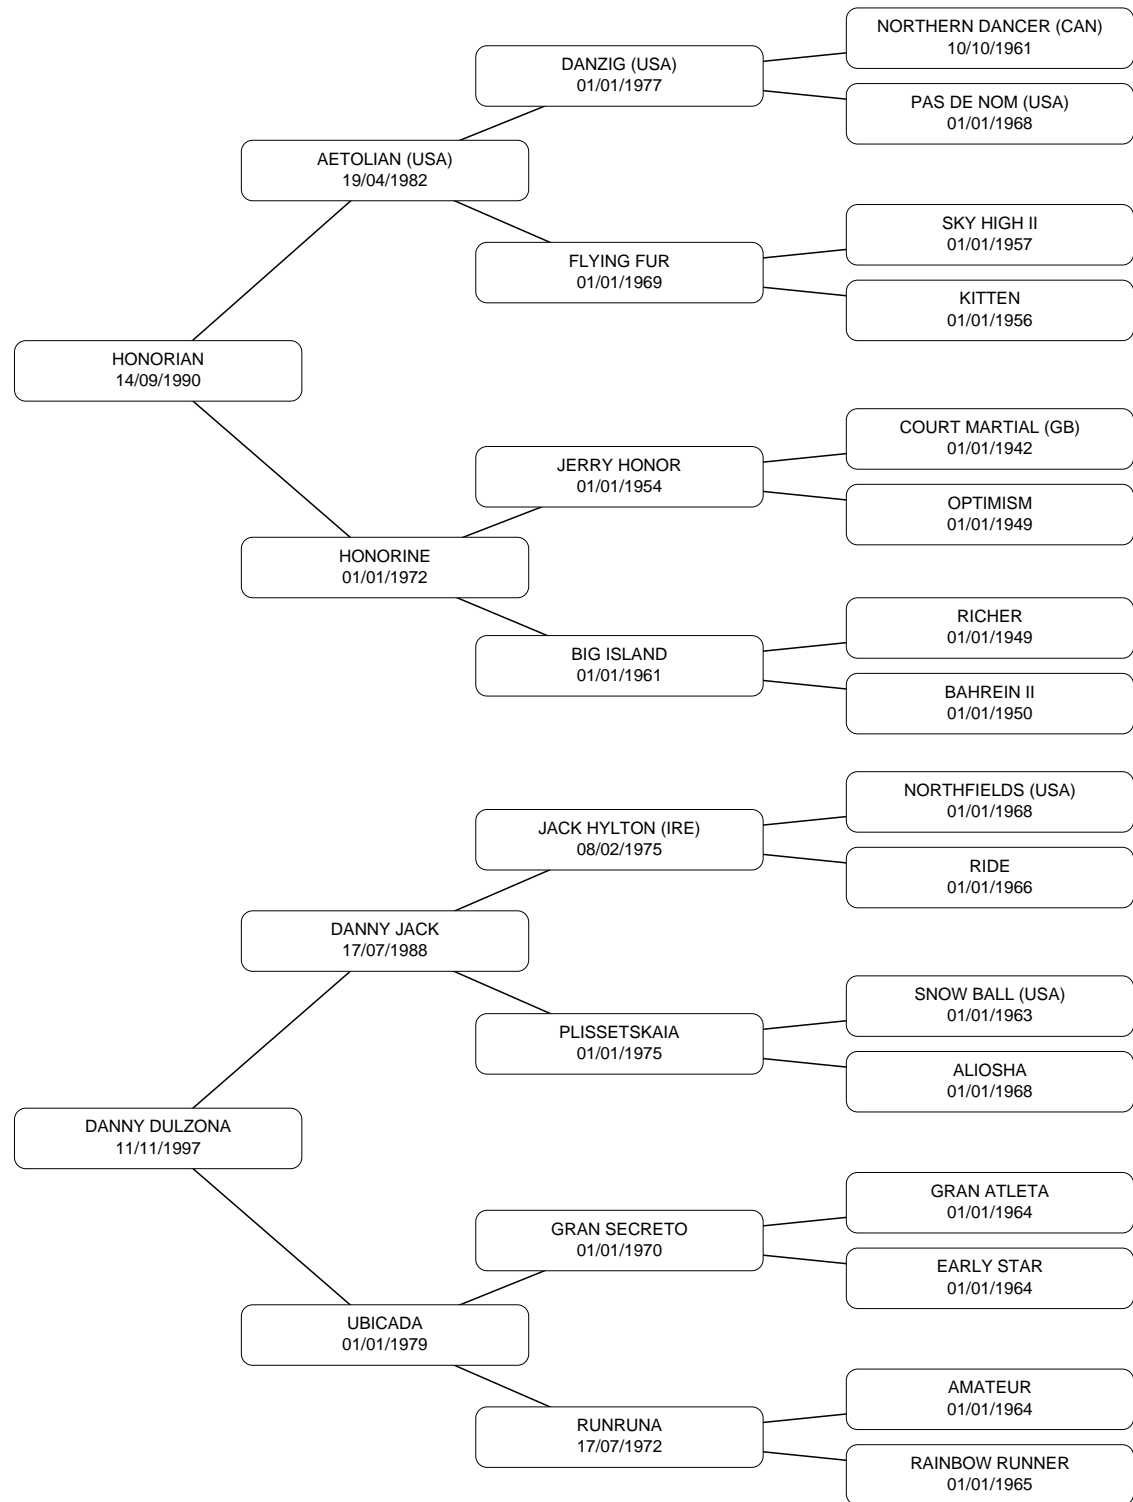 NORTHERN DANCER (CAN)
10/10/1961
DANZIG (USA)
01/01/1977
PAS DE NOM (USA)
01/01/1968
AETOLIAN (USA)
19/04/1982
SKY HIGH II
01/01/1957
FLYING FUR
01/01/1969
KITTEN
01/01/1956
HONORIAN
14/09/1990
COURT MARTIAL (GB)
01/01/1942
JERRY HONOR
01/01/1954
OPTIMISM
01/01/1949
HONORINE
01/01/1972
RICHER
01/01/1949
BIG ISLAND
01/01/1961
BAHREIN II
01/01/1950
NORTHFIELDS (USA)
01/01/1968
JACK HYLTON (IRE)
08/02/1975
RIDE
01/01/1966
DANNY JACK
17/07/1988
SNOW BALL (USA)
01/01/1963
PLISSETSKAIA
01/01/1975
ALIOSHA
01/01/1968
DANNY DULZONA
11/11/1997
GRAN ATLETA
01/01/1964
GRAN SECRETO
01/01/1970
EARLY STAR
01/01/1964
UBICADA
01/01/1979
AMATEUR
01/01/1964
RUNRUNA
17/07/1972
RAINBOW RUNNER
01/01/1965